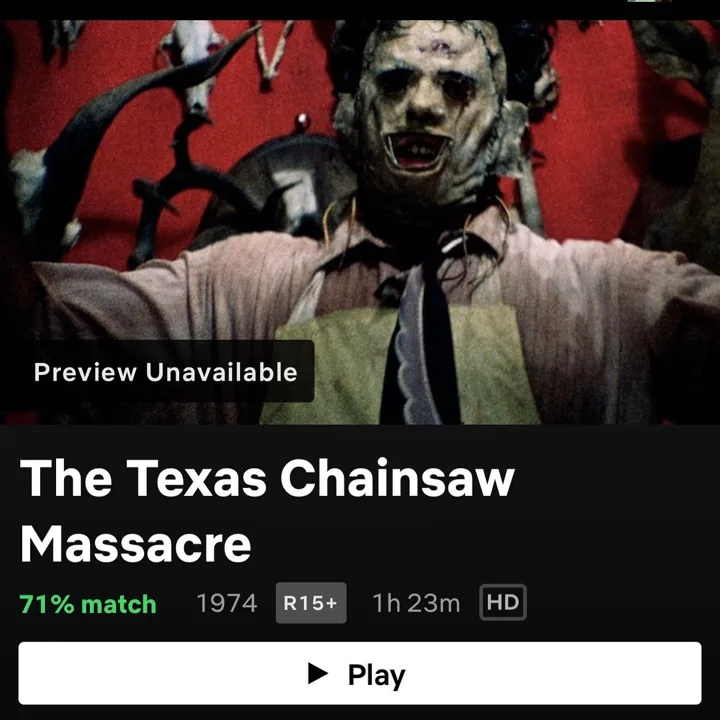 Preview Unavailable
The Texas Chainsaw
Massacre
71% match 1974 R15+ 1h 23m HD
Play